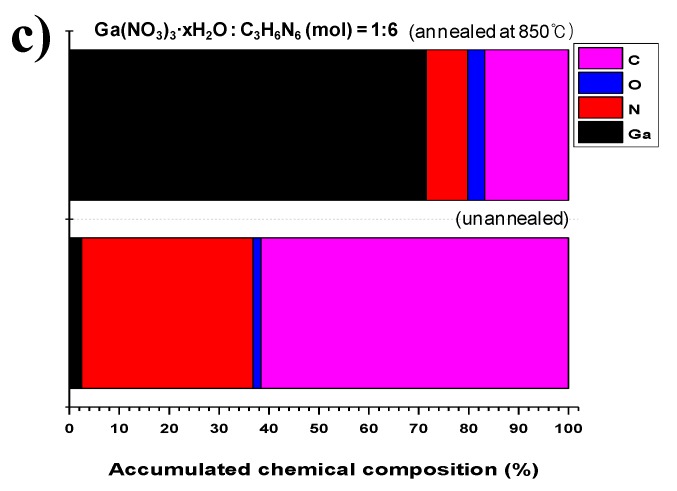 c)
Ga(NO₃)₃·xH₂O : C₃H₆N₆ (mol) = 1:6 (annealed at 850℃)
C
O
N
Ga
(unannealed)
0 10 20 30 40 50 60 70 80 90 100
Accumulated chemical composition (%)